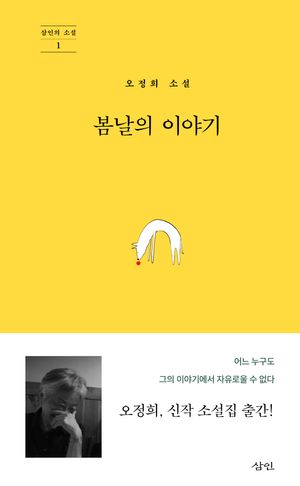 삼인의 소설
1
오정희 소설
봄날의 이야기
어느 누구도
그의 이야기에서 자유로울 수 없다
오정희, 신작 소설집 출간!
삼인